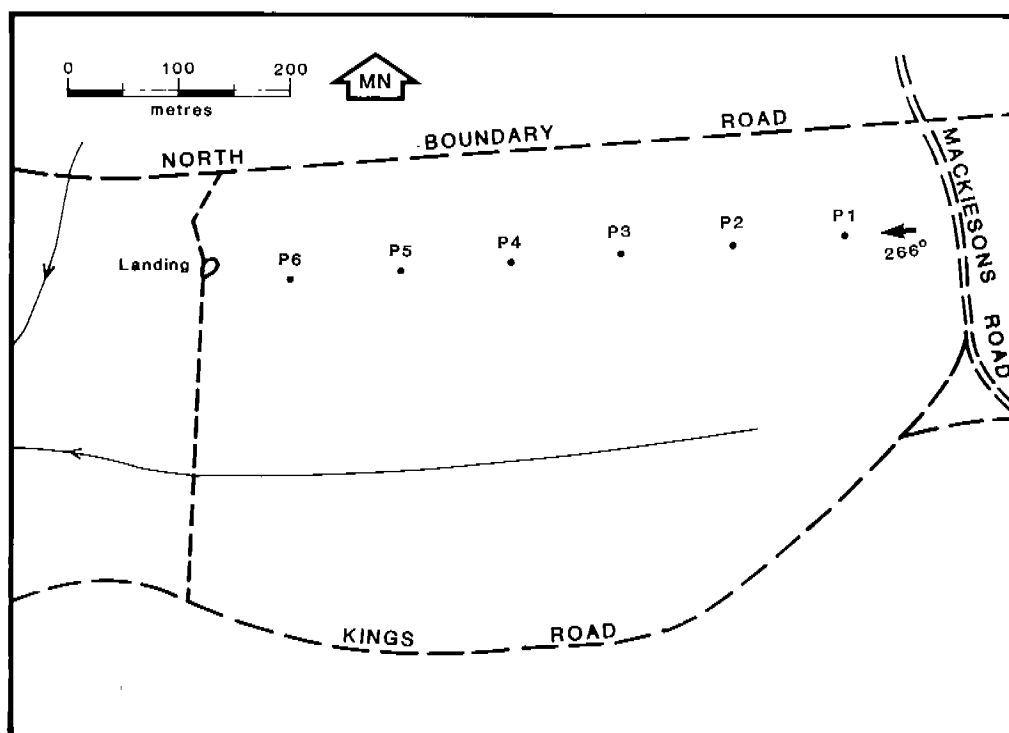 0 100 200
metres
MN
NORTH BOUNDARY ROAD
MACKIESONS ROAD
P1
P2
P3
P4
P5
P6
266°
Landing
KINGS ROAD